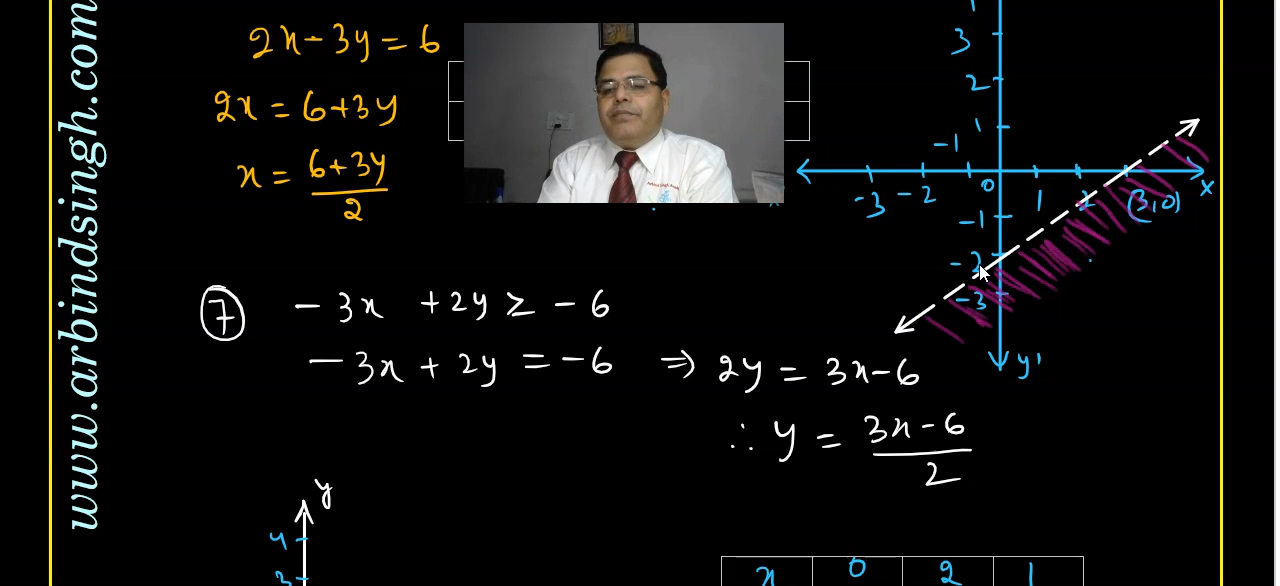 www.arbindsingh.com
2x - 3y = 6
2x = 6 + 3y
x = 6+3y
2
3
2
1
-1
-3 -2 0 1 2 (3,0) x
-1
-2
-3
y'
7 -3x + 2y ≥ -6
-3x + 2y = -6 ⇒ 2y = 3x - 6
∴ y = 3x - 6
2
y
4
3
x 0 2 1